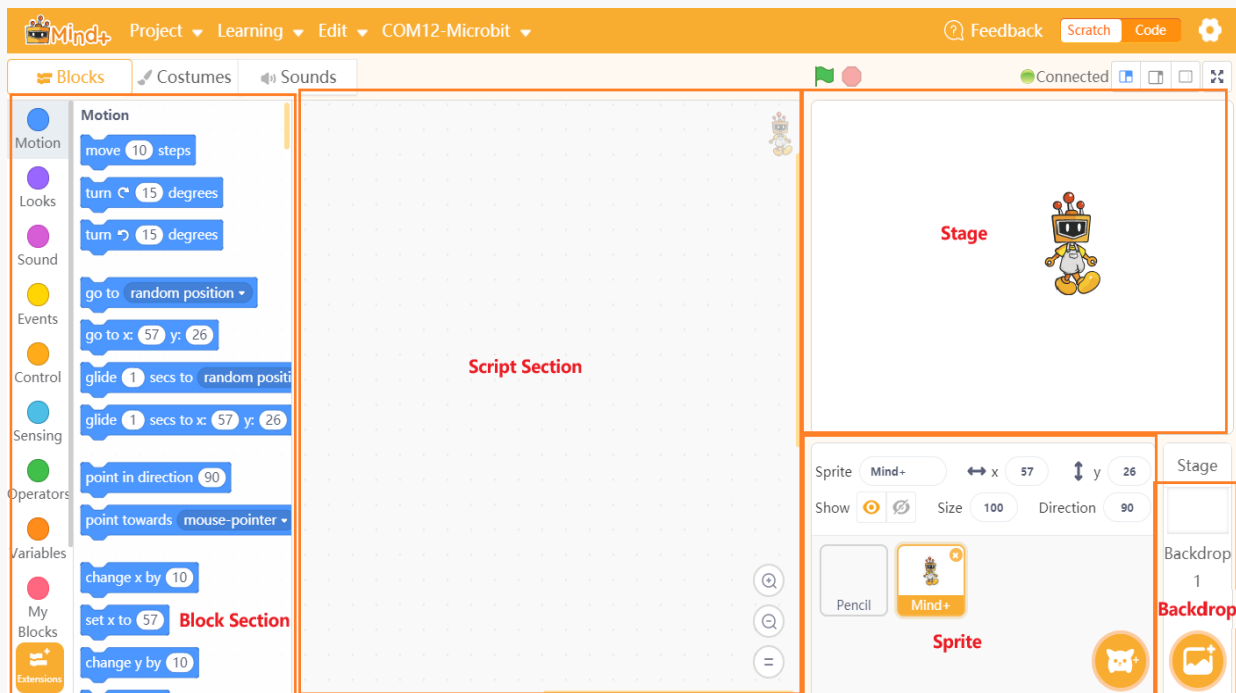 Mind+ Project Learning Edit COM12-Microbit Feedback Scratch Code
Blocks Costumes Sounds Connected
Motion
Looks
Sound
Events
Control
Sensing
Operators
Variables
My
Blocks
Extensions
Motion
move 10 steps
turn 15 degrees
turn 15 degrees
go to random position
go to x: 57 y: 26
glide 1 secs to random positi
glide 1 secs to x: 57 y: 26
point in direction 90
point towards mouse-pointer
change x by 10
set x to 57
Block Section
change y by 10
Script Section
=
Stage
Sprite Mind+ x 57 y 26
Show Size 100 Direction 90
Pencil
Mind+
Sprite
Stage
Backdrop
1
Backdrop